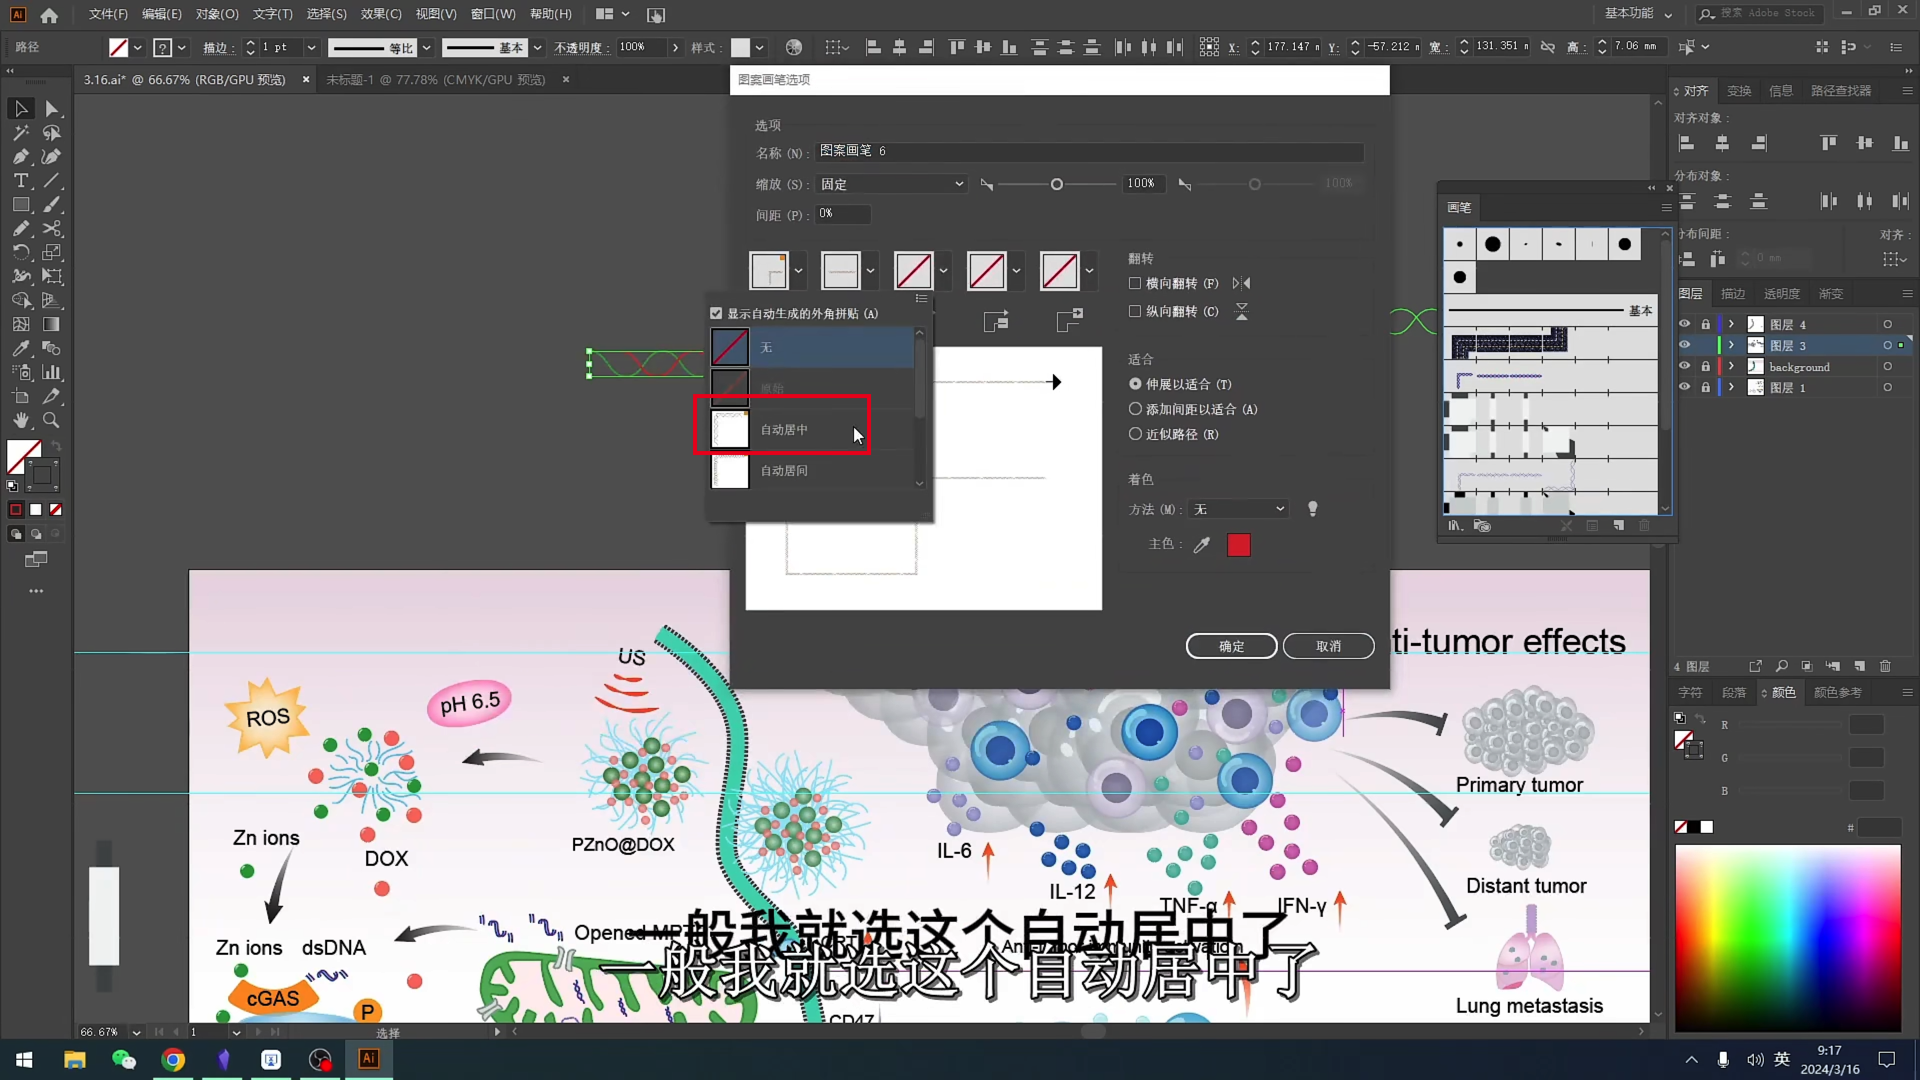 文件(F) 编辑(E) 对象(O) 文字(T) 选择(S) 效果(C) 视图(V) 窗口(W) 帮助(H)
基本功能
搜索 Adobe Stock
路径
描边: 1 pt 等比 基本 不透明度: 100% 样式:
X: 177.147 Y: -57.212 宽: 131.351 高: 7.06 mm
3.16.ai* @ 66.67% (RGB/GPU 预览) ×
未标题-1 @ 77.78% (CMYK/GPU 预览) ×
图案画笔选项
选项
名称 (N): 图案画笔 6
缩放 (S): 固定 100% 100%
间距 (P): 0%
显示自动生成的外角拼贴 (A)
无
原始
自动居中
自动居间
翻转
横向翻转 (F)
纵向翻转 (C)
适合
伸展以适合 (T)
添加间距以适合 (A)
近似路径 (R)
着色
方法 (M): 无
主色:
确定 取消
画笔
基本
对齐 变换 信息 路径查找器
对齐对象:
分布对象:
分布间距: 对齐:
0 mm
图层 描边 透明度 渐变
图层 4
图层 3
background
图层 1
4 图层
字符 段落 颜色 颜色参考
R
G
B
#
ti-tumor effects
US
pH 6.5
ROS
Zn ions
DOX
PZnO@DOX
IL-6
IL-12
TNF-α
IFN-γ
Primary tumor
Distant tumor
Lung metastasis
Zn ions dsDNA
cGAS
P
CD47
一般我就选这个自动居中了
一般我就选这个自动居中了
66.67% 1 选择
Ai
英
9:17
2024/3/16